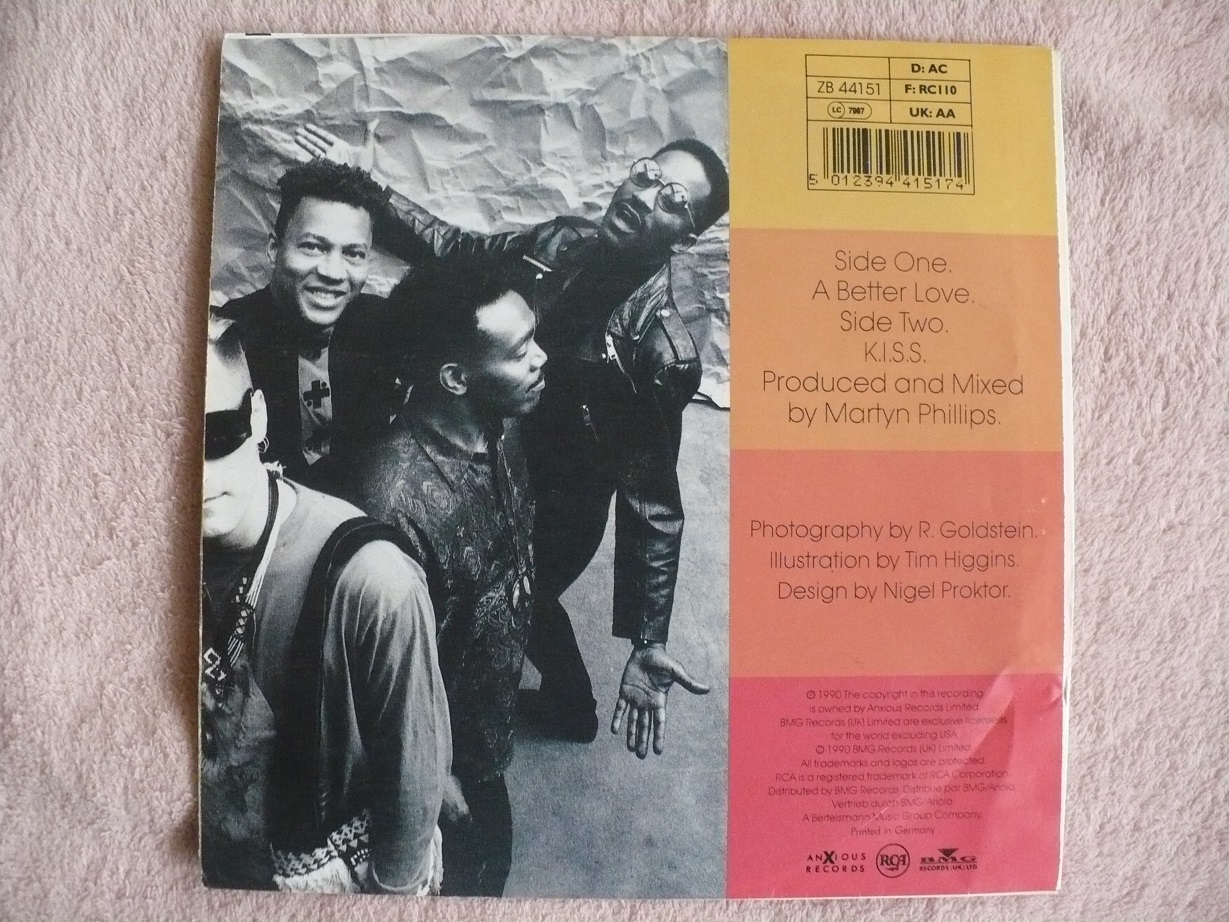 D: AC
ZB 44151
F: RC110
LC 7967
UK: AA
5 012394 415174
Side One.
A Better Love.
Side Two.
K.I.S.S.
Produced and Mixed
by Martyn Phillips.
Photography by R. Goldstein.
Illustration by Tim Higgins.
Design by Nigel Proktor.
℗ 1990 The copyright in this recording
is owned by Anxious Records Limited
BMG Records (UK) Limited are exclusive licensees
for the world excluding USA
© 1990 BMG Records (UK) Limited.
All trademarks and logos are protected.
RCA is a registered trademark of RCA Corporation
Distributed by BMG Records. Distribue par BMG/Ariola.
Vertrieb durch BMG/Ariola.
A Bertelsmann Music Group Company.
Printed in Germany
ANXIOUS
RECORDS
RCA
BMG
RECORDS (UK) LTD